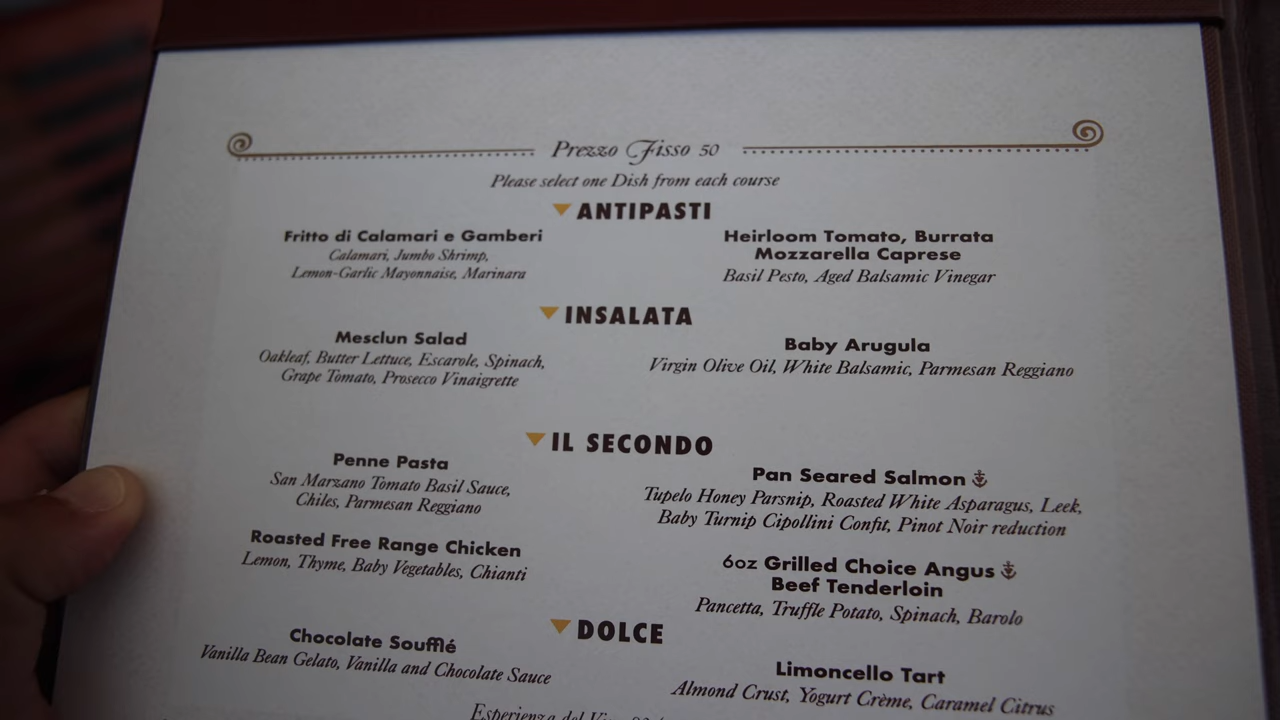 Prezzo Fisso 50
Please select one Dish from each course
ANTIPASTI
Fritto di Calamari e Gamberi
Calamari, Jumbo Shrimp,
Lemon-Garlic Mayonnaise, Marinara
Heirloom Tomato, Burrata
Mozzarella Caprese
Basil Pesto, Aged Balsamic Vinegar
INSALATA
Mesclun Salad
Oakleaf, Butter Lettuce, Escarole, Spinach,
Grape Tomato, Prosecco Vinaigrette
Baby Arugula
Virgin Olive Oil, White Balsamic, Parmesan Reggiano
IL SECONDO
Penne Pasta
San Marzano Tomato Basil Sauce,
Chiles, Parmesan Reggiano
Pan Seared Salmon
Tupelo Honey Parsnip, Roasted White Asparagus, Leek,
Baby Turnip Cipollini Confit, Pinot Noir reduction
Roasted Free Range Chicken
Lemon, Thyme, Baby Vegetables, Chianti
6oz Grilled Choice Angus
Beef Tenderloin
Pancetta, Truffle Potato, Spinach, Barolo
DOLCE
Chocolate Soufflé
Vanilla Bean Gelato, Vanilla and Chocolate Sauce
Limoncello Tart
Almond Crust, Yogurt Crème, Caramel Citrus
Esperienza del